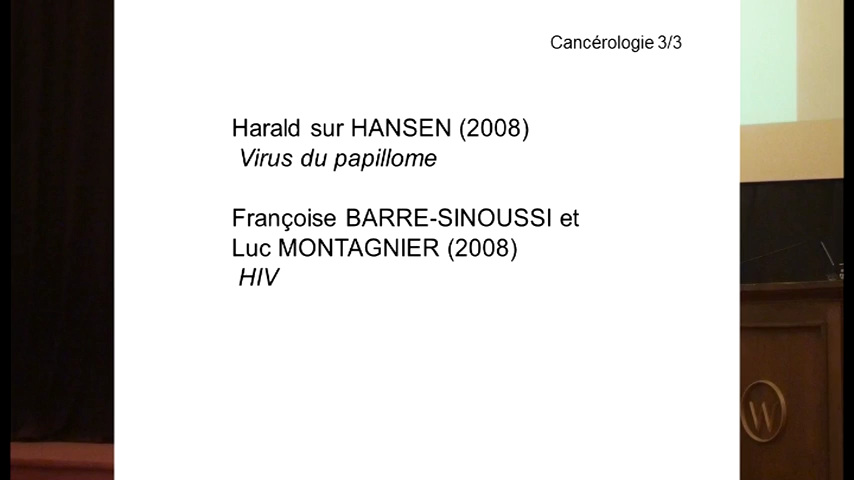 Cancérologie 3/3
Harald sur HANSEN (2008)
Virus du papillome
Françoise BARRE-SINOUSSI et
Luc MONTAGNIER (2008)
HIV
W